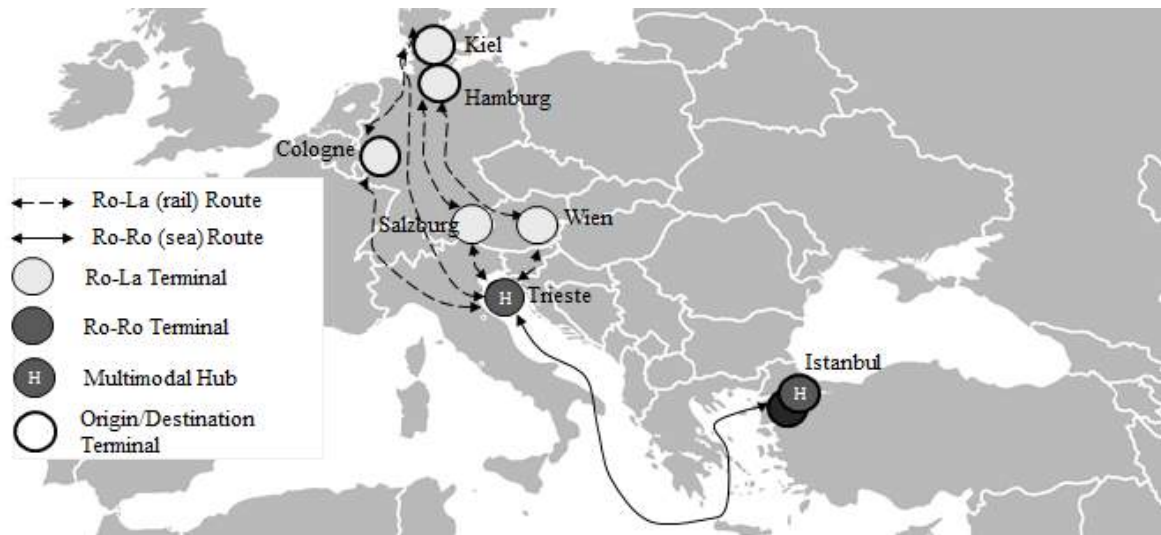 Kiel
Hamburg
Cologne
Salzburg
Wien
H
Trieste
Istanbul
H
Ro-La (rail) Route
Ro-Ro (sea) Route
Ro-La Terminal
Ro-Ro Terminal
H
Multimodal Hub
Origin/Destination
Terminal